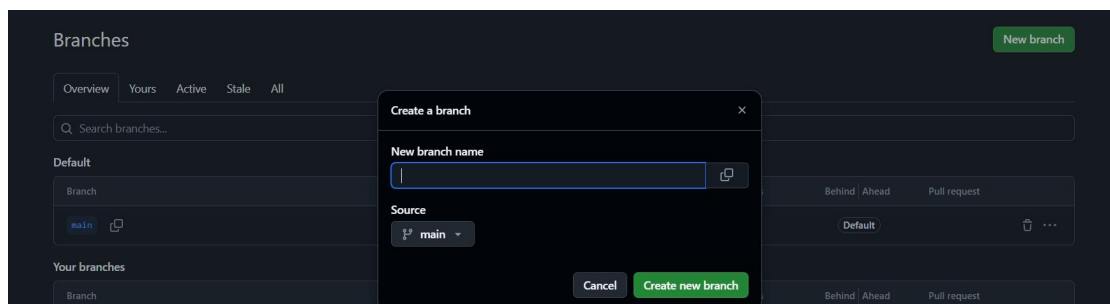 Branches
New branch
Overview Yours Active Stale All
Search branches...
Create a branch
New branch name
Default
Branch Behind Ahead Pull request
Source
main Default
main
Your branches
Cancel Create new branch
Branch Behind Ahead Pull request